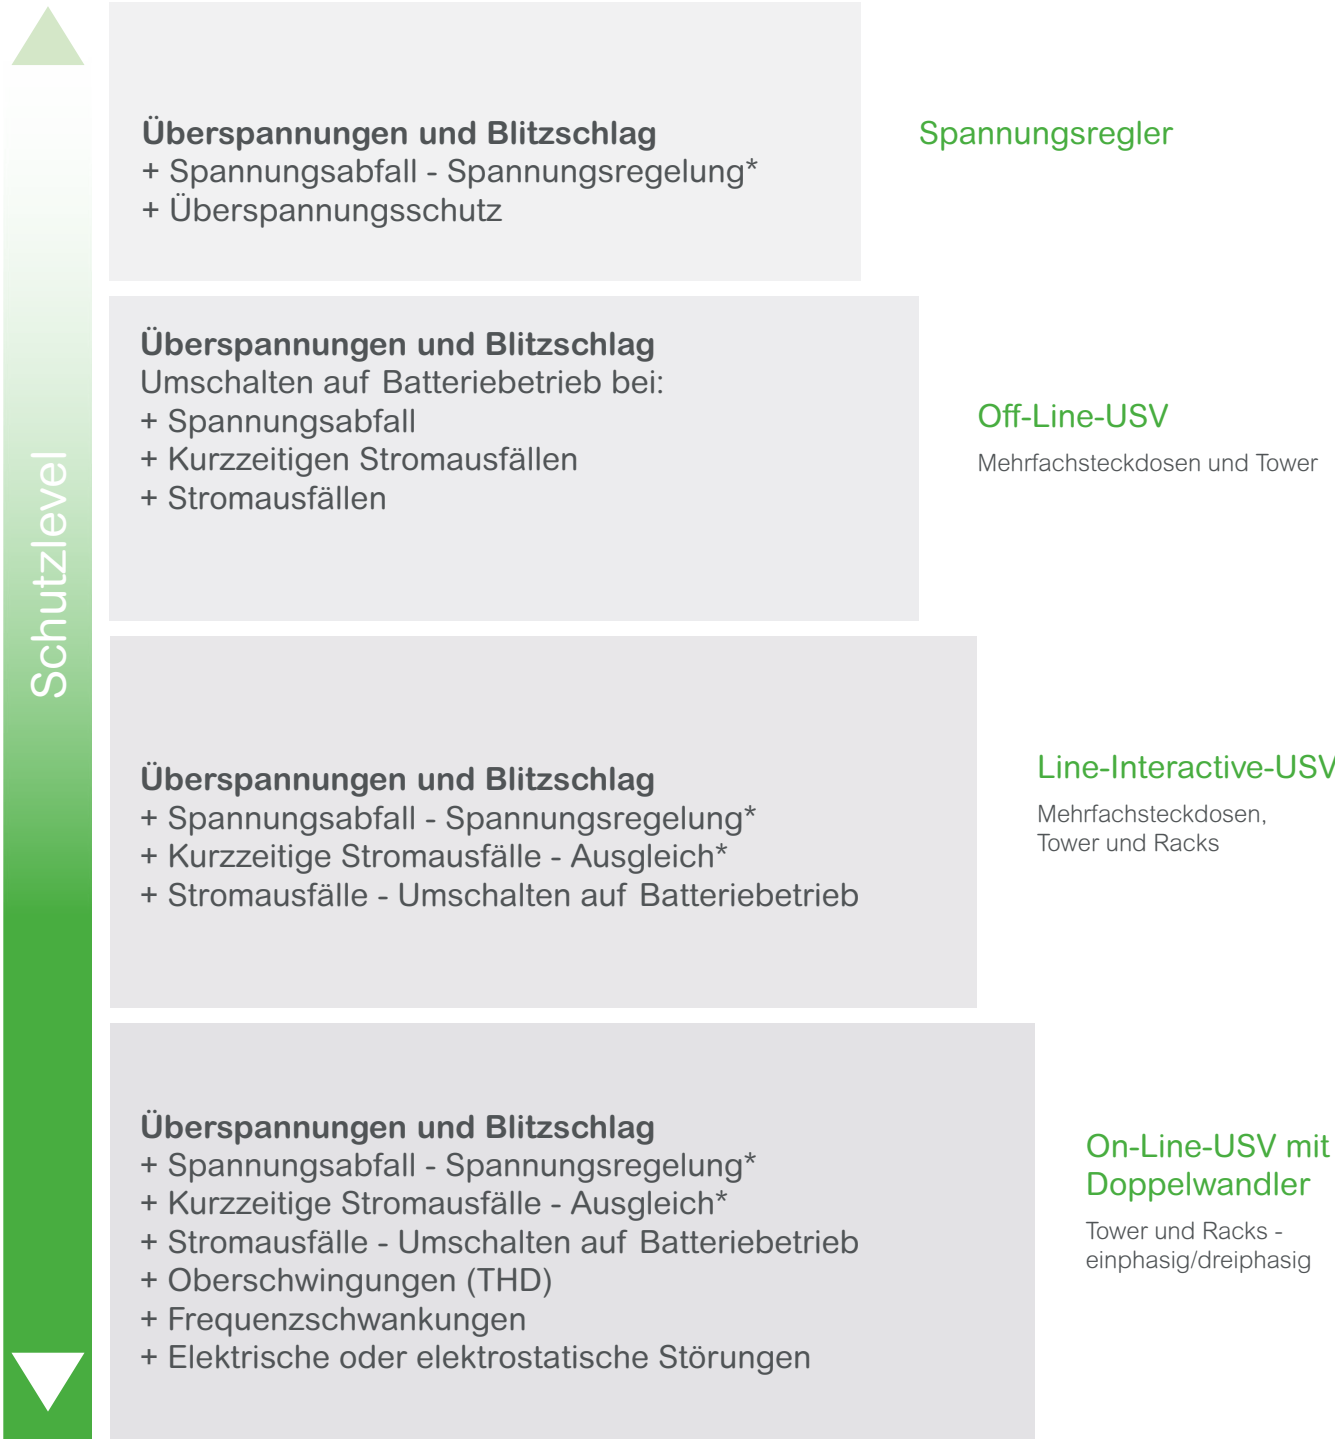 Schutzlevel
Überspannungen und Blitzschlag
+ Spannungsabfall - Spannungsregelung*
+ Überspannungsschutz
Spannungsregler
Überspannungen und Blitzschlag
Umschalten auf Batteriebetrieb bei:
+ Spannungsabfall
+ Kurzzeitigen Stromausfällen
+ Stromausfällen
Off-Line-USV
Mehrfachsteckdosen und Tower
Überspannungen und Blitzschlag
+ Spannungsabfall - Spannungsregelung*
+ Kurzzeitige Stromausfälle - Ausgleich*
+ Stromausfälle - Umschalten auf Batteriebetrieb
Line-Interactive-USV
Mehrfachsteckdosen,
Tower und Racks
Überspannungen und Blitzschlag
+ Spannungsabfall - Spannungsregelung*
+ Kurzzeitige Stromausfälle - Ausgleich*
+ Stromausfälle - Umschalten auf Batteriebetrieb
+ Oberschwingungen (THD)
+ Frequenzschwankungen
+ Elektrische oder elektrostatische Störungen
On-Line-USV mit
Doppelwandler
Tower und Racks -
einphasig/dreiphasig